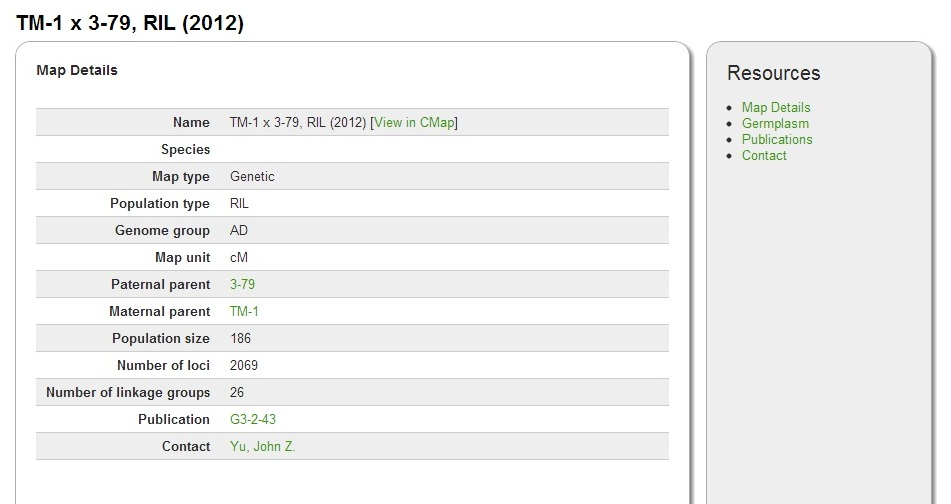 TM-1 x 3-79, RIL (2012)
Map Details
Name TM-1 x 3-79, RIL (2012) [View in CMap]
Species
Map type Genetic
Population type RIL
Genome group AD
Map unit cM
Paternal parent 3-79
Maternal parent TM-1
Population size 186
Number of loci 2069
Number of linkage groups 26
Publication G3-2-43
Contact Yu, John Z.
Resources
Map Details
Germplasm
Publications
Contact